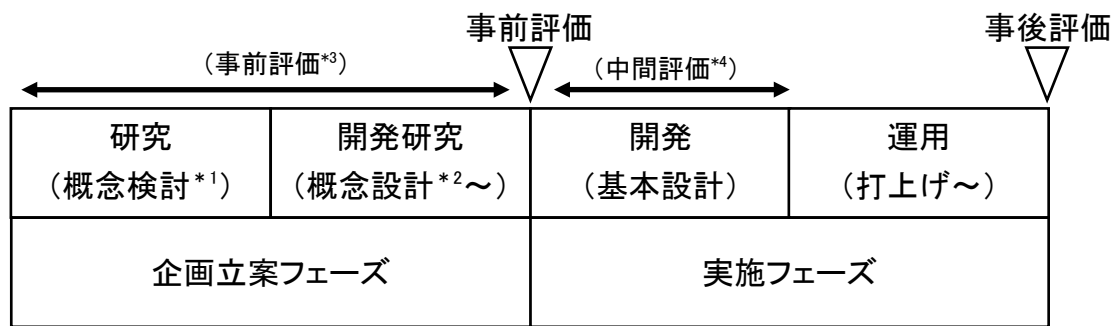 事前評価
事後評価
（事前評価*3）
（中間評価*4）
研究
（概念検討*1）
開発研究
（概念設計*2～）
開発
（基本設計）
運用
（打上げ～）
企画立案フェーズ
実施フェーズ